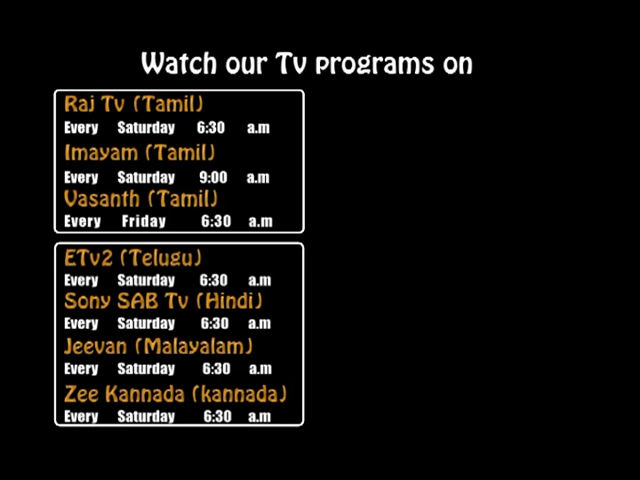 Watch our Tv programs on
Raj Tv (Tamil)
Every Saturday 6:30 a.m
Imayam (Tamil)
Every Saturday 9:00 a.m
Vasanth (Tamil)
Every Friday 6:30 a.m
ETv2 (Telugu)
Every Saturday 6:30 a.m
Sony SAB Tv (Hindi)
Every Saturday 6:30 a.m
Jeevan (Malayalam)
Every Saturday 6:30 a.m
Zee Kannada (kannada)
Every Saturday 6:30 a.m